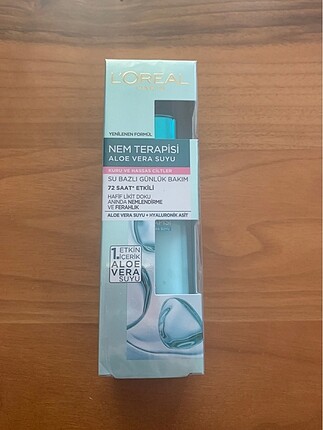 L'ORÉAL
PARIS
YENİLENEN FORMÜL
NEM TERAPİSİ
ALOE VERA SUYU
KURU VE HASSAS CİLTLER
SU BAZLI GÜNLÜK BAKIM
72 SAAT* ETKİLİ
HAFİF LİKİT DOKU
ANINDA NEMLENDİRME
VE FERAHLIK
ALOE VERA SUYU + HYALURONİK ASİT
1. ETKİN
İÇERİK
ALOE
VERA
SUYU